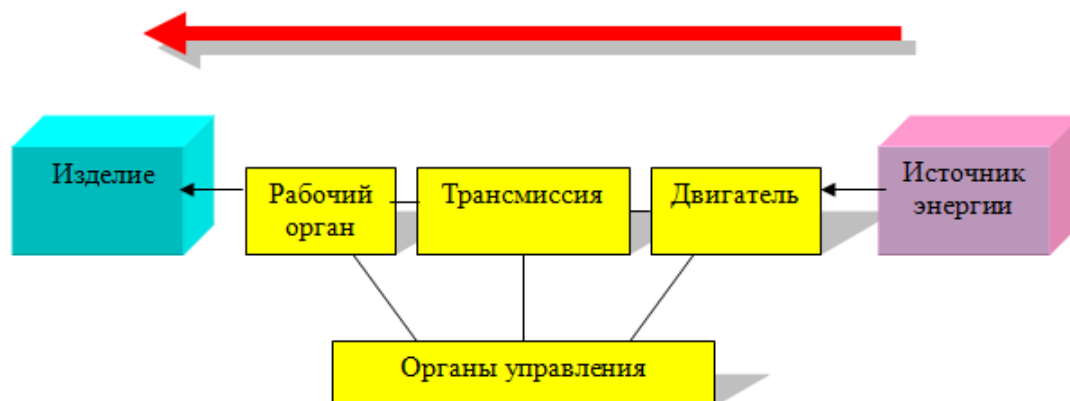 Изделие
Рабочий
орган
Трансмиссия
Двигатель
Источник
энергии
Органы управления